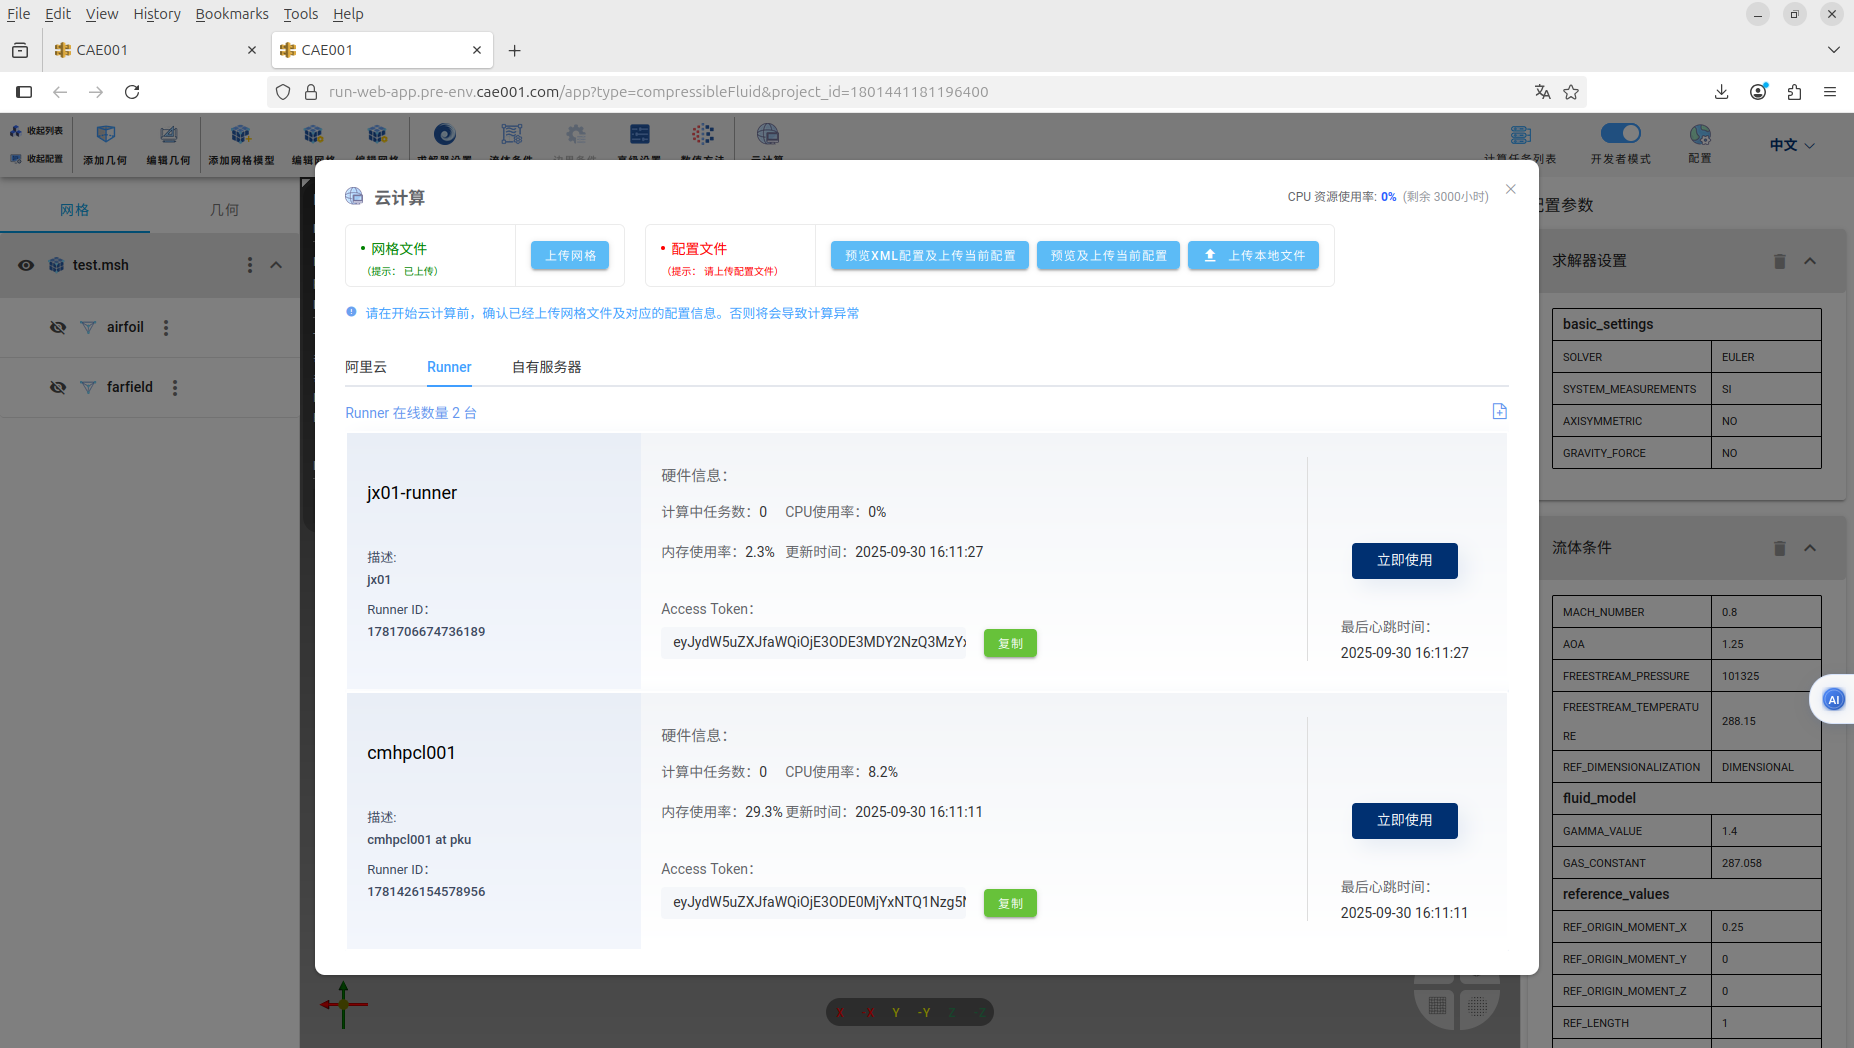 File Edit View History Bookmarks Tools Help
CAE001
CAE001
run-web-app.pre-env.cae001.com/app?type=compressibleFluid&project_id=1801441181196400
收起列表
收起配置
添加几何
编辑几何
添加网格模型
云计算
计算任务列表
开发者模式
配置
中文
网格
几何
test.msh
airfoil
farfield
云计算
CPU 资源使用率: 0% (剩余 3000小时)
网格文件
(提示： 已上传)
上传网格
配置文件
(提示： 请上传配置文件)
预览XML配置及上传当前配置
预览及上传当前配置
上传本地文件
请在开始云计算前，确认已经上传网格文件及对应的配置信息。否则将会导致计算异常
阿里云
Runner
自有服务器
Runner 在线数量 2 台
jx01-runner
描述:
jx01
Runner ID：
1781706674736189
硬件信息：
计算中任务数：0 CPU使用率：0%
内存使用率：2.3% 更新时间：2025-09-30 16:11:27
Access Token：
eyJydW5uZXJfaWQiOjE3ODE3MDY2NzQ3MzYx
复制
立即使用
最后心跳时间：
2025-09-30 16:11:27
cmhpcl001
描述:
cmhpcl001 at pku
Runner ID：
1781426154578956
硬件信息：
计算中任务数：0 CPU使用率：8.2%
内存使用率：29.3% 更新时间：2025-09-30 16:11:11
Access Token：
eyJydW5uZXJfaWQiOjE3ODE0MjYxNTQ1Nzg5
复制
立即使用
最后心跳时间：
2025-09-30 16:11:11
X -X Y -Y Z -Z
置参数
求解器设置
basic_settings
SOLVER EULER
SYSTEM_MEASUREMENTS SI
AXISYMMETRIC NO
GRAVITY_FORCE NO
流体条件
MACH_NUMBER 0.8
AOA 1.25
FREESTREAM_PRESSURE 101325
FREESTREAM_TEMPERATU
RE 288.15
REF_DIMENSIONALIZATION DIMENSIONAL
fluid_model
GAMMA_VALUE 1.4
GAS_CONSTANT 287.058
reference_values
REF_ORIGIN_MOMENT_X 0.25
REF_ORIGIN_MOMENT_Y 0
REF_ORIGIN_MOMENT_Z 0
REF_LENGTH 1
AI